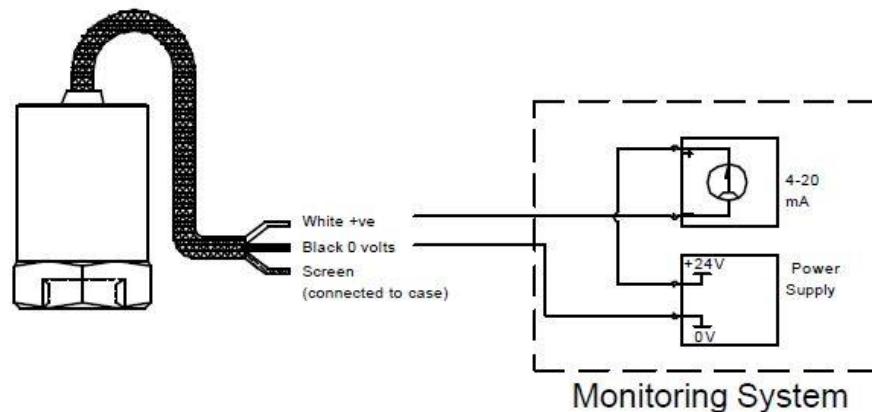 White +ve
Black 0 volts
Screen
(connected to case)
+
-
4-20
mA
+24V
0V
Power
Supply
Monitoring System